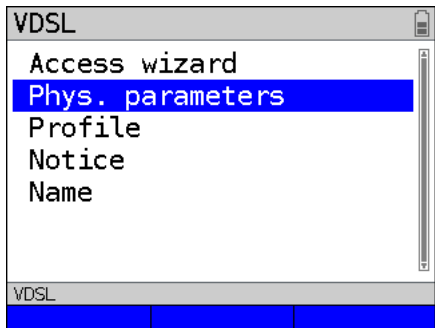 VDSL
Access wizard
Phys. parameters
Profile
Notice
Name
VDSL